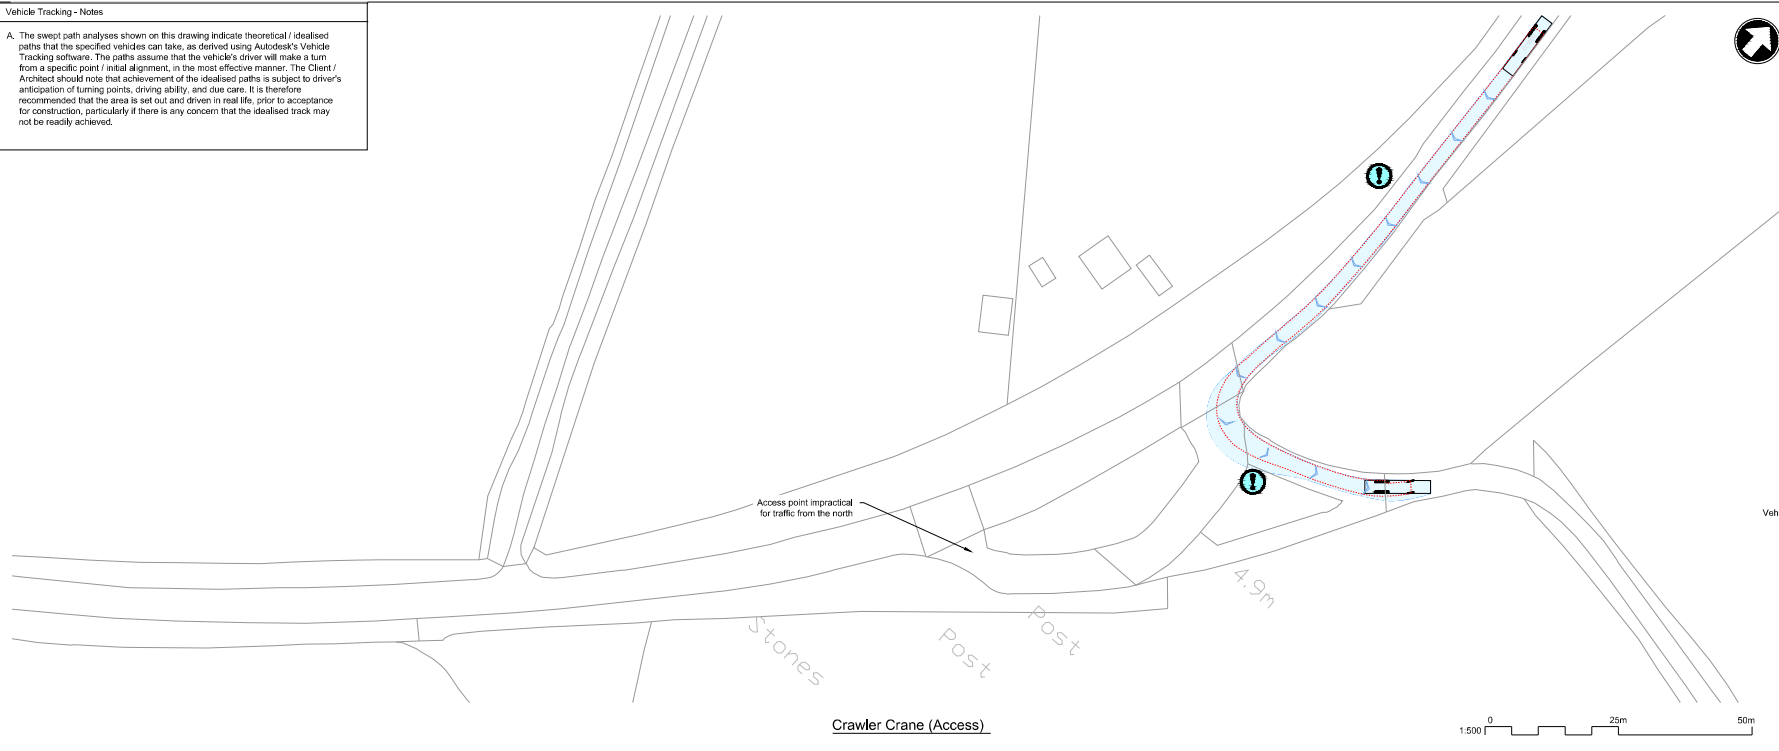 Vehicle Tracking - Notes
A. The swept path analyses shown on this drawing indicate theoretical / idealised
paths that the specified vehicles can take, as derived using Autodesk's Vehicle
Tracking software. The paths assume that the vehicle's driver will make a turn
from a specific point / initial alignment, in the most effective manner. The Client /
Architect should note that achievement of the idealised paths is subject to driver's
anticipation of turning points, driving ability, and due care. It is therefore
recommended that the area is set out and driven in real life, prior to acceptance
for construction, particularly if there is any concern that the idealised track may
not be readily achieved.
Access point impractical
for traffic from the north
Veh
4.9m
Post
Post
Stones
Crawler Crane (Access)
1:500
0
25m
50m